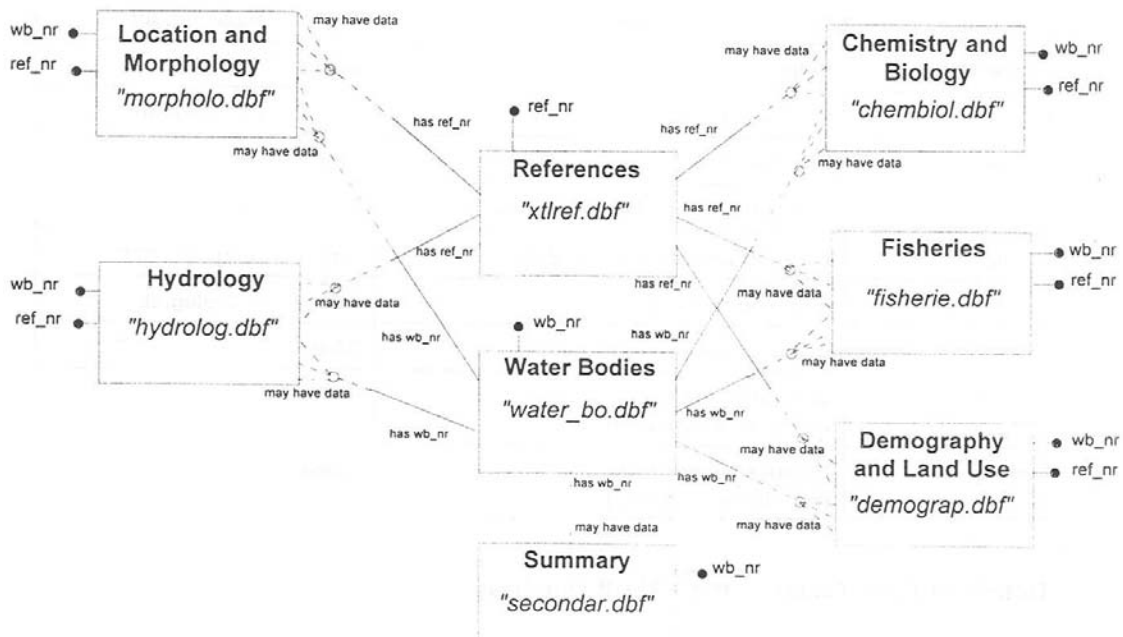 may have data
wb_nr
ref_nr
Location and
Morphology
"morpholo.dbf"
may have data
has ref_nr
ref_nr
References
"xtlref.dbf"
has ref_nr
may have data
Chemistry and
Biology
"chembiol.dbf"
wb_nr
ref_nr
may have data
has ref_nr
wb_nr
ref_nr
Hydrology
"hydrolog.dbf"
has ref_nr
may have data
has ref_nr
may have data
Fisheries
"fisherie.dbf"
wb_nr
ref_nr
may have data
has wb_nr
wb_nr
has wb_nr
Water Bodies
"water_bo.dbf"
may have data
has wb_nr
has wb_nr
may have data
Demography
and Land Use
"demograp.dbf"
wb_nr
ref_nr
has wb_nr
has wb_nr
may have data
may have data
Summary
"secondar.dbf"
wb_nr